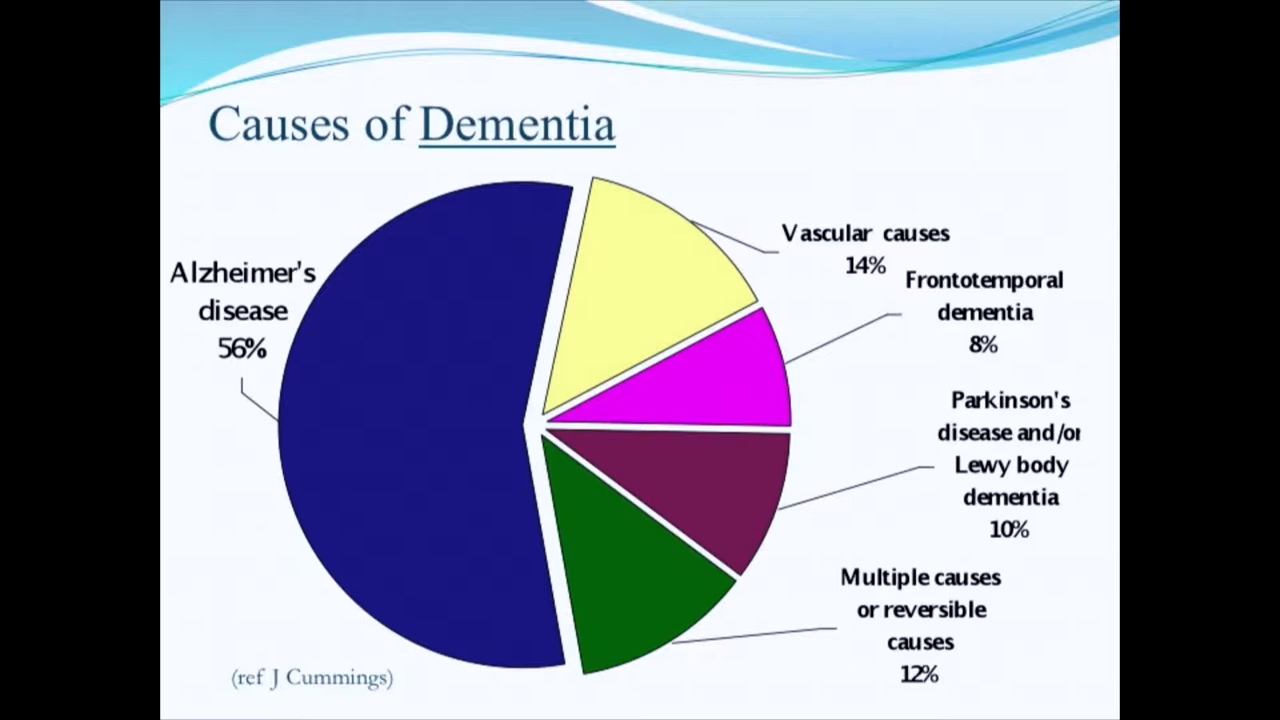 Causes of Dementia
Alzheimer's
disease
56%
Vascular causes
14%
Frontotemporal
dementia
8%
Parkinson's
disease and/or
Lewy body
dementia
10%
Multiple causes
or reversible
causes
12%
(ref J Cummings)